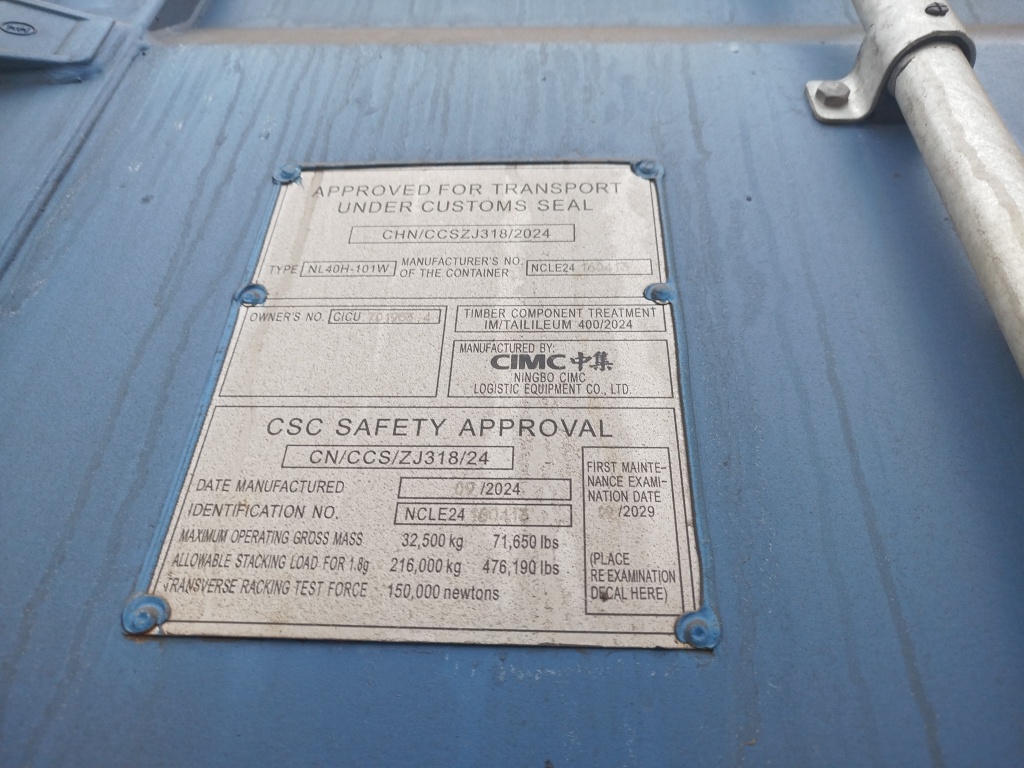 APPROVED FOR TRANSPORT
UNDER CUSTOMS SEAL
CHN/CCSZJ318/2024
TYPE NL40H-101W MANUFACTURER'S NO. OF THE CONTAINER NCLE24
OWNER'S NO. CICU
TIMBER COMPONENT TREATMENT
IM/TAILILEUM 400/2024
MANUFACTURED BY:
CIMC 中集
NINGBO CIMC
LOGISTIC EQUIPMENT CO., LTD.
CSC SAFETY APPROVAL
CN/CCS/ZJ318/24
DATE MANUFACTURED 09 /2024
IDENTIFICATION NO. NCLE24
MAXIMUM OPERATING GROSS MASS 32,500 kg 71,650 lbs
ALLOWABLE STACKING LOAD FOR 1.8g 216,000 kg 476,190 lbs
TRANSVERSE RACKING TEST FORCE 150,000 newtons
FIRST MAINTE-
NANCE EXAMI-
NATION DATE
/2029
(PLACE
RE-EXAMINATION
DECAL HERE)